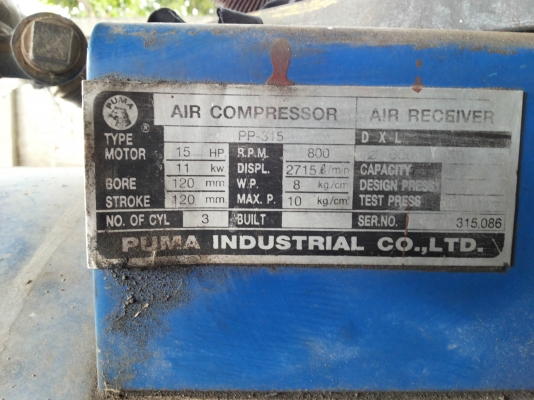 PUMA
®
AIR COMPRESSOR AIR RECEIVER
TYPE PP-315 D X L
MOTOR 15 HP R.P.M. 800
11 kw DISPL. 2715 ℓ/min CAPACITY
BORE 120 mm W.P. 8 kg/cm DESIGN PRESS
STROKE 120 mm MAX. P. 10 kg/cm TEST PRESS
NO. OF CYL 3 BUILT SER.NO. 315.086
PUMA INDUSTRIAL CO.,LTD.